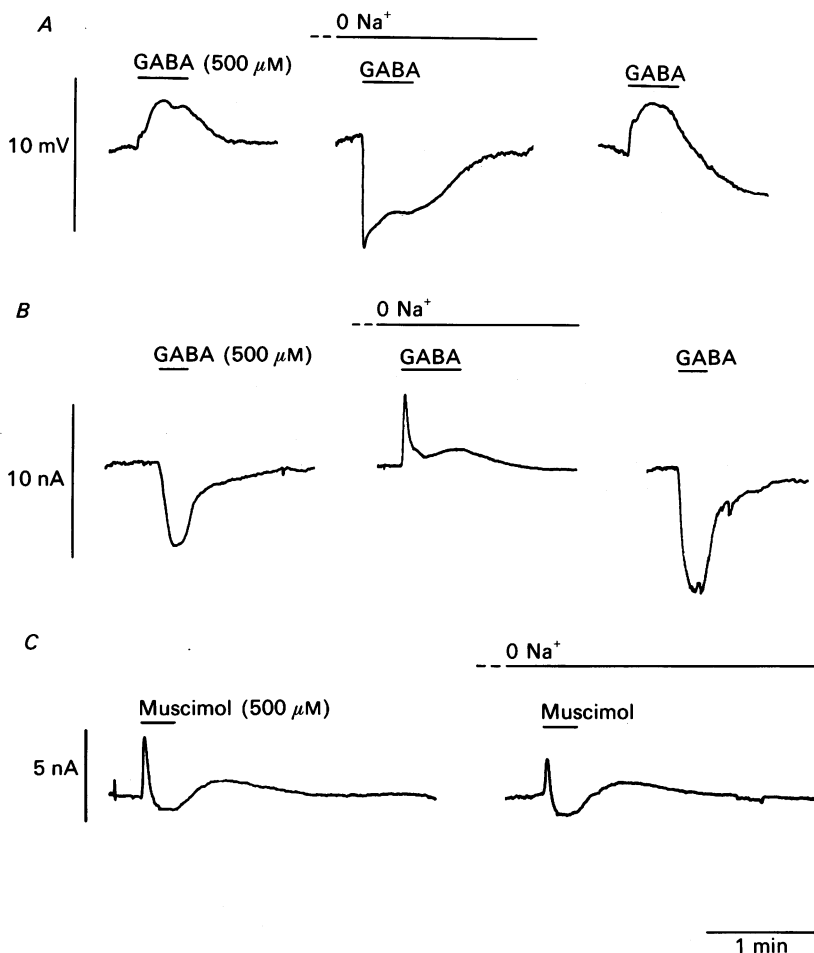 A
0 Na⁺
GABA (500 μM)
GABA
GABA
10 mV
B
0 Na⁺
GABA (500 μM)
GABA
GABA
10 nA
C
0 Na⁺
Muscimol (500 μM)
Muscimol
5 nA
1 min